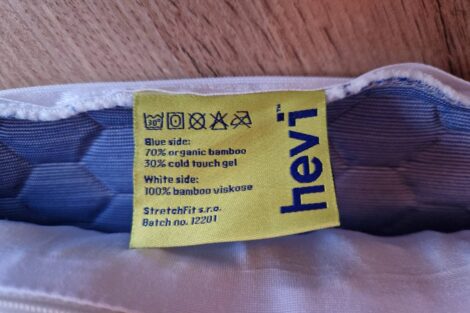 30°
Blue side:
70% organic bamboo
30% cold touch gel
White side:
100% bamboo viskose
StretchFit s.r.o.
Batch no. 12201
hevi™